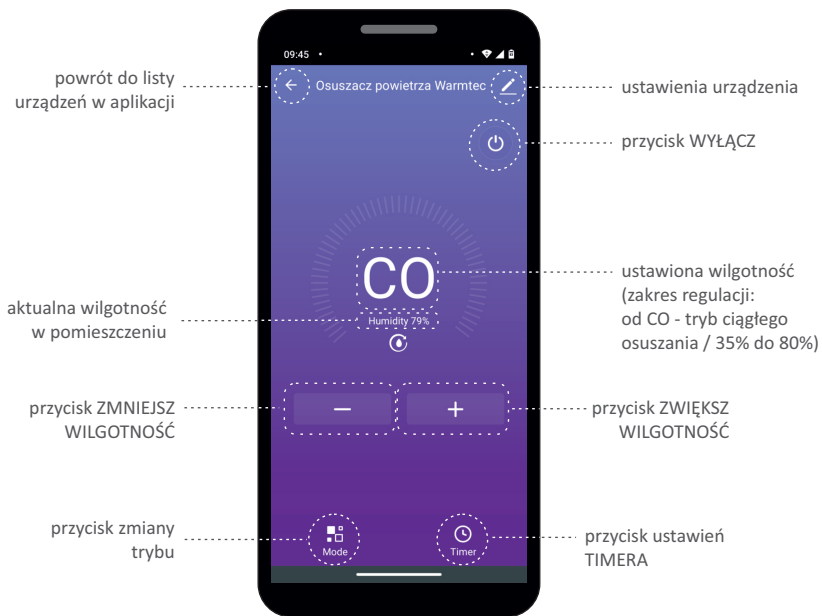 09:45
Osuszacz powietrza Warmtec
powrót do listy
urządzeń w aplikacji
ustawienia urządzenia
przycisk WYŁĄCZ
CO
Humidity 79%
ustawiona wilgotność
(zakres regulacji:
od CO - tryb ciągłego
osuszania / 35% do 80%)
aktualna wilgotność
w pomieszczeniu
− +
przycisk ZMNIEJSZ
WILGOTNOŚĆ
przycisk ZWIĘKSZ
WILGOTNOŚĆ
przycisk zmiany
trybu
Mode
Timer
przycisk ustawień
TIMERA